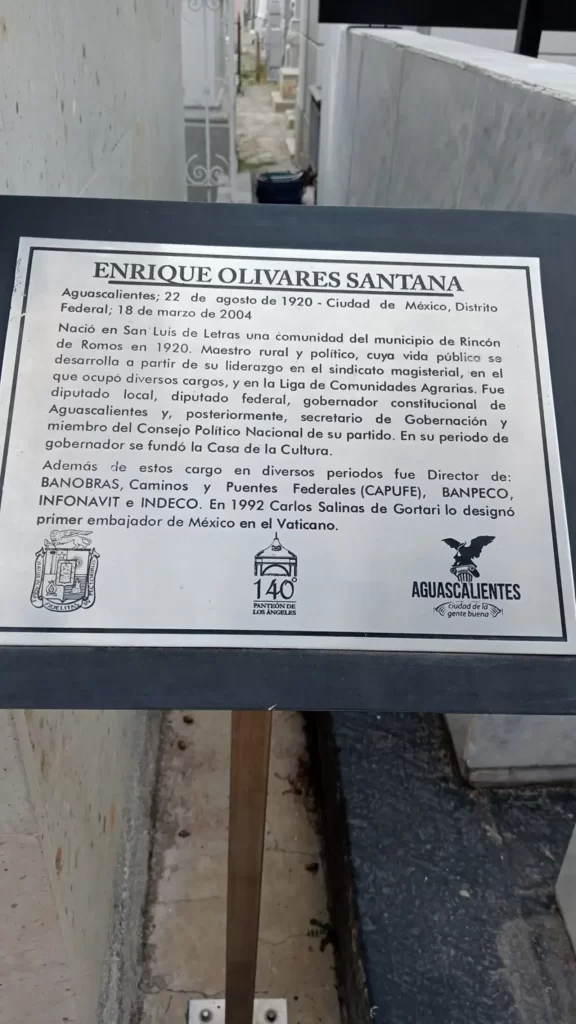 ENRIQUE OLIVARES SANTANA
Aguascalientes; 22 de agosto de 1920 - Ciudad de México, Distrito
Federal; 18 de marzo de 2004
Nació en San Luis de Letras una comunidad del municipio de Rincón
de Romos en 1920. Maestro rural y político, cuya vida pública se
desarrolla a partir de su liderazgo en el sindicato magisterial, en el
que ocupó diversos cargos, y en la Liga de Comunidades Agrarias. Fue
diputado local, diputado federal, gobernador constitucional de
Aguascalientes y, posteriormente, secretario de Gobernación y
miembro del Consejo Político Nacional de su partido. En su periodo de
gobernador se fundó la Casa de la Cultura.
Además de estos cargo en diversos periodos fue Director de:
BANOBRAS, Caminos y Puentes Federales (CAPUFE), BANPECO,
INFONAVIT e INDECO. En 1992 Carlos Salinas de Gortari lo designó
primer embajador de México en el Vaticano.
140°
PANTEÓN DE
LOS ÁNGELES
AGUASCALIENTES
ciudad de la
gente buena